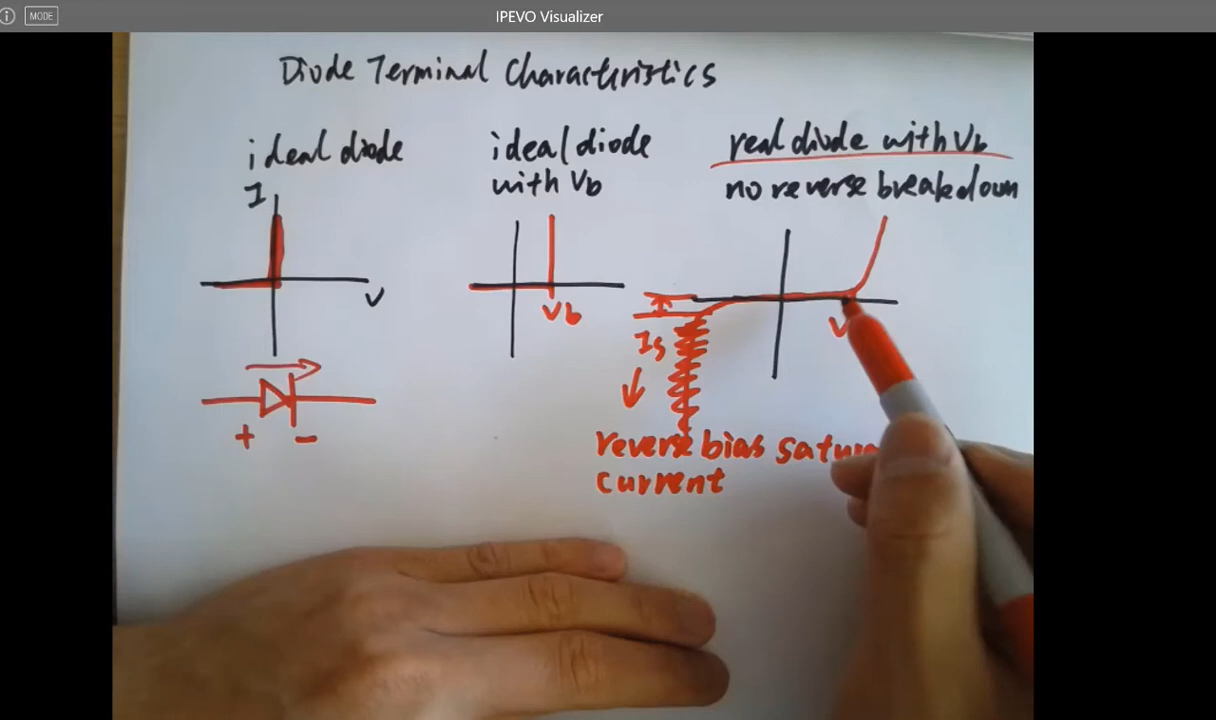 MODE
IPEVO Visualizer
Diode Terminal Characteristics
ideal diode
I
V
+ -
ideal diode
with Vb
Vb
real diode with Vb
no reverse breakdown
Is
reverse bias
current